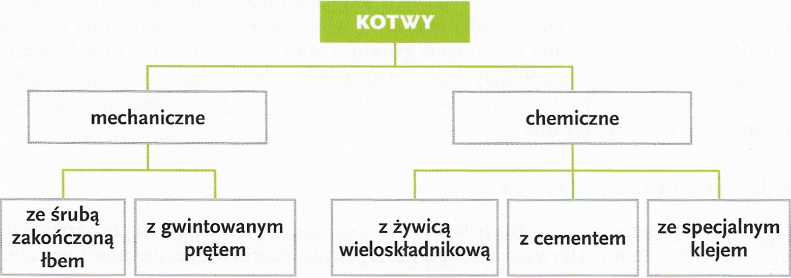 KOTWY
mechaniczne
chemiczne
ze śrubą
zakończoną
łbem
z gwintowanym
prętem
z żywicą
wieloskładnikową
z cementem
ze specjalnym
klejem